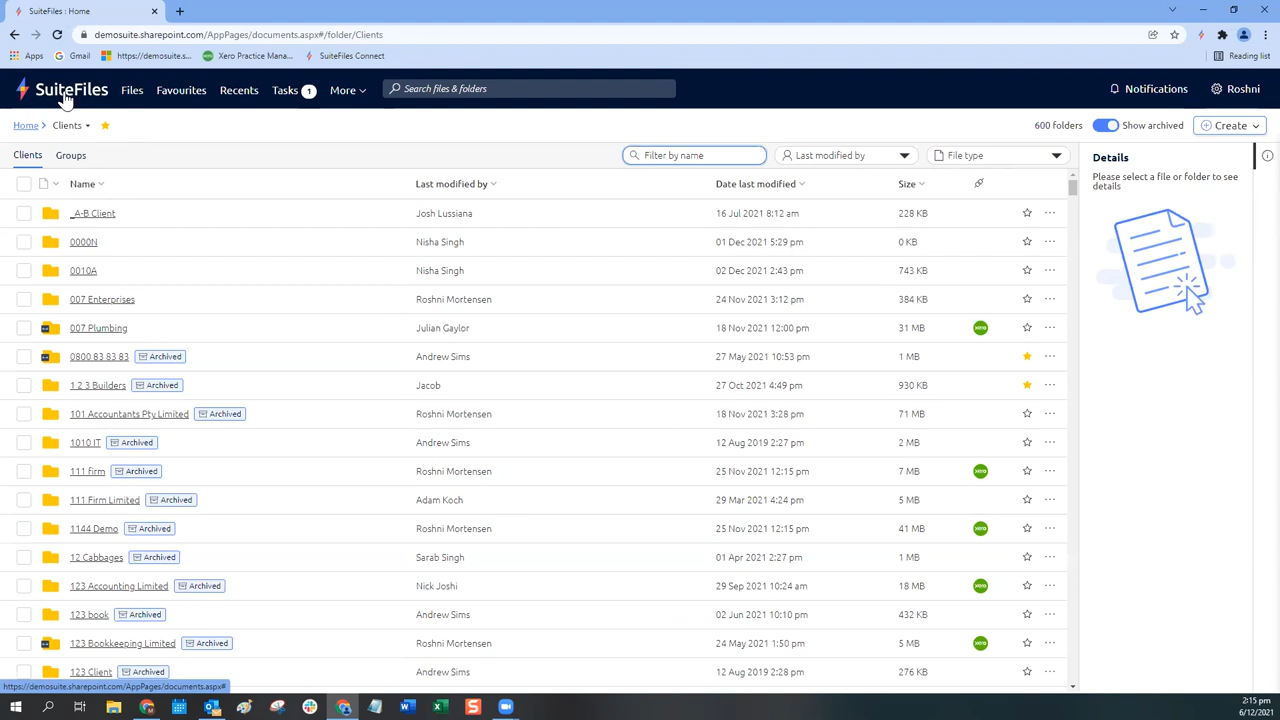 SuiteFiles : Home
demosuite.sharepoint.com/AppPages/documents.aspx#/folder/Clients
Apps Gmail https://demosuite.s... Xero Practice Mana... SuiteFiles Connect Reading list
SuiteFiles Files Favourites Recents Tasks 1 More Search files & folders Notifications Roshni
Home Clients 600 folders Show archived Create
Clients Groups Filter by name Last modified by File type Details
Please select a file or folder to see
details
Name Last modified by Date last modified Size
_A-B Client Josh Lussiana 16 Jul 2021 8:12 am 228 KB
0000N Nisha Singh 01 Dec 2021 5:29 pm 0 KB
0010A Nisha Singh 02 Dec 2021 2:43 pm 743 KB
007 Enterprises Roshni Mortensen 24 Nov 2021 3:12 pm 384 KB
007 Plumbing Julian Gaylor 18 Nov 2021 12:00 pm 31 MB xero
0800 83 83 83 Archived Andrew Sims 27 May 2021 10:53 pm 1 MB
1 2 3 Builders Archived Jacob 27 Oct 2021 4:49 pm 930 KB
101 Accountants Pty Limited Archived Roshni Mortensen 18 Nov 2021 3:28 pm 71 MB
1010 IT Archived Andrew Sims 12 Aug 2019 2:27 pm 2 MB
111 firm Archived Roshni Mortensen 25 Nov 2021 12:15 pm 7 MB xero
111 Firm Limited Archived Adam Koch 29 Mar 2021 4:24 pm 5 MB
1144 Demo Archived Roshni Mortensen 25 Nov 2021 12:15 pm 41 MB xero
12 Cabbages Archived Sarab Singh 01 Apr 2021 2:27 pm 1 MB
123 Accounting Limited Archived Nick Joshi 29 Sep 2021 10:24 am 18 MB xero
123 book Archived Andrew Sims 02 Jun 2021 10:10 pm 432 KB
123 Bookkeeping Limited Archived Roshni Mortensen 24 May 2021 1:50 pm 5 MB xero
123 Client Archived Andrew Sims 12 Aug 2019 2:28 pm 276 KB
https://demosuite.sharepoint.com/AppPages/documents.aspx#
2:15 pm
6/12/2021